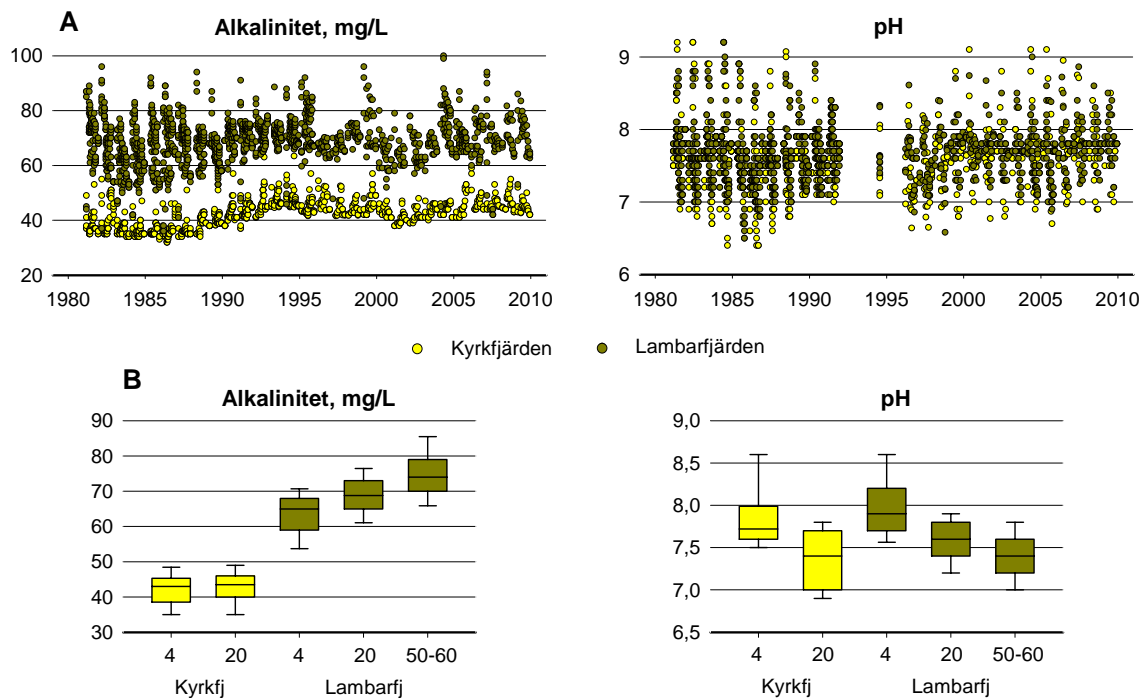 A
Alkalinitet, mg/L
pH
100
80
60
40
20
1980 1985 1990 1995 2000 2005 2010
9
8
7
6
1980 1985 1990 1995 2000 2005 2010
Kyrkfjärden Lambarfjärden
B
Alkalinitet, mg/L
pH
90
80
70
60
50
40
30
4 20 4 20 50-60
Kyrkfj Lambarfj
9,0
8,5
8,0
7,5
7,0
6,5
4 20 4 20 50-60
Kyrkfj Lambarfj